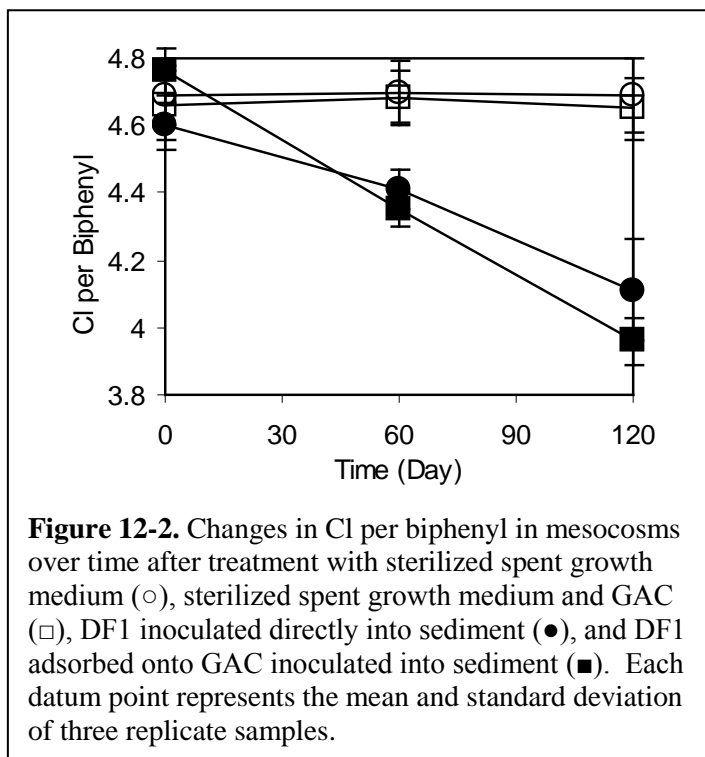 4.8
4.6
4.4
4.2
4
3.8
Cl per Biphenyl
0 30 60 90 120
Time (Day)
Figure 12-2. Changes in Cl per biphenyl in mesocosms
over time after treatment with sterilized spent growth
medium (○), sterilized spent growth medium and GAC
(□), DF1 inoculated directly into sediment (●), and DF1
adsorbed onto GAC inoculated into sediment (■). Each
datum point represents the mean and standard deviation
of three replicate samples.